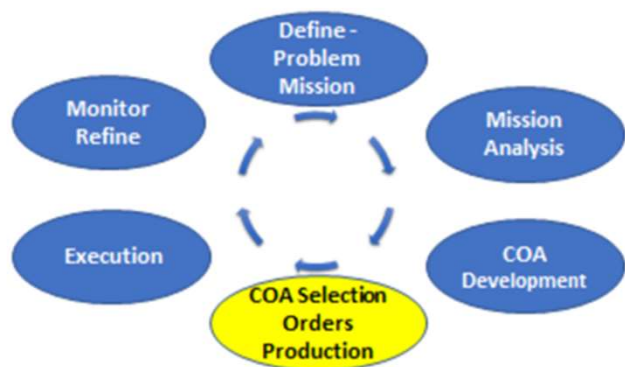 Define -
Problem
Mission
Mission
Analysis
COA
Development
COA Selection
Orders
Production
Execution
Monitor
Refine